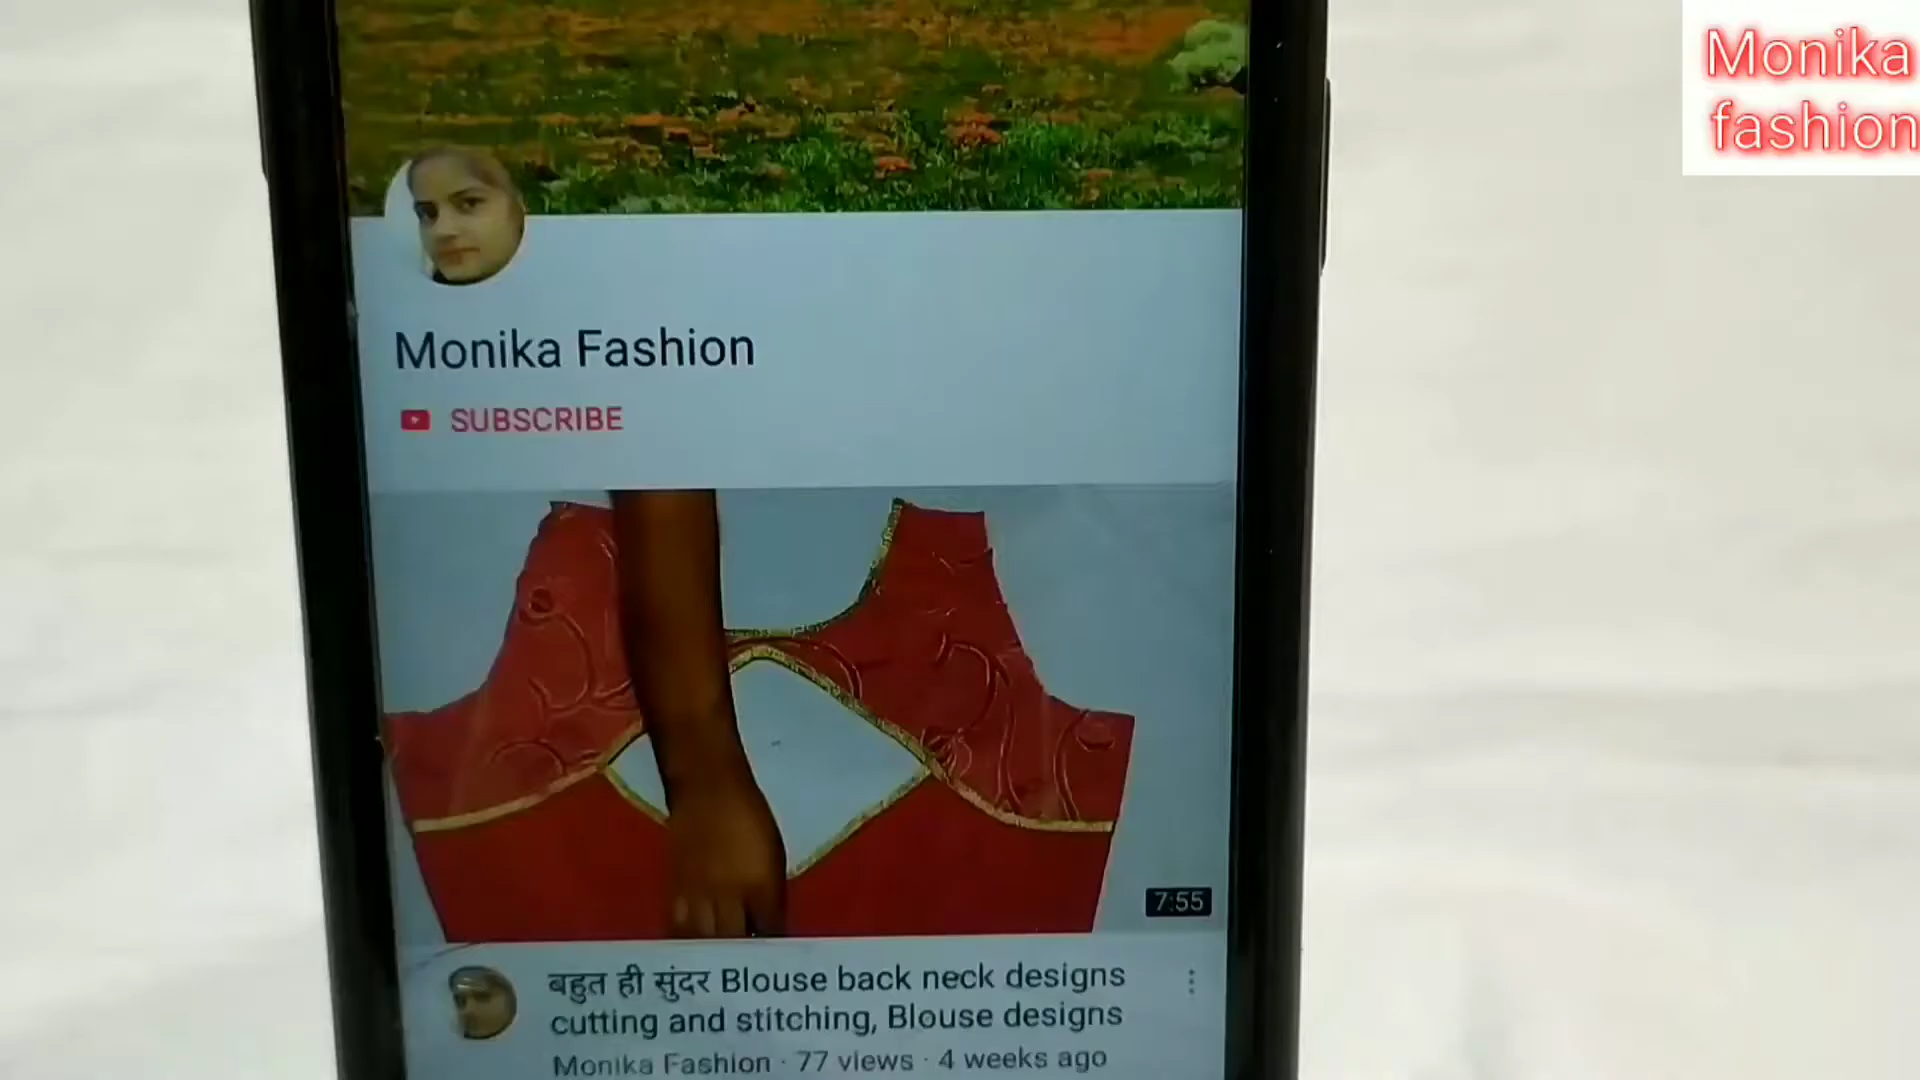 Monika
fashion
Monika Fashion
SUBSCRIBE
7:55
बहुत ही सुंदर Blouse back neck designs
cutting and stitching, Blouse designs
Monika Fashion · 77 views · 4 weeks ago